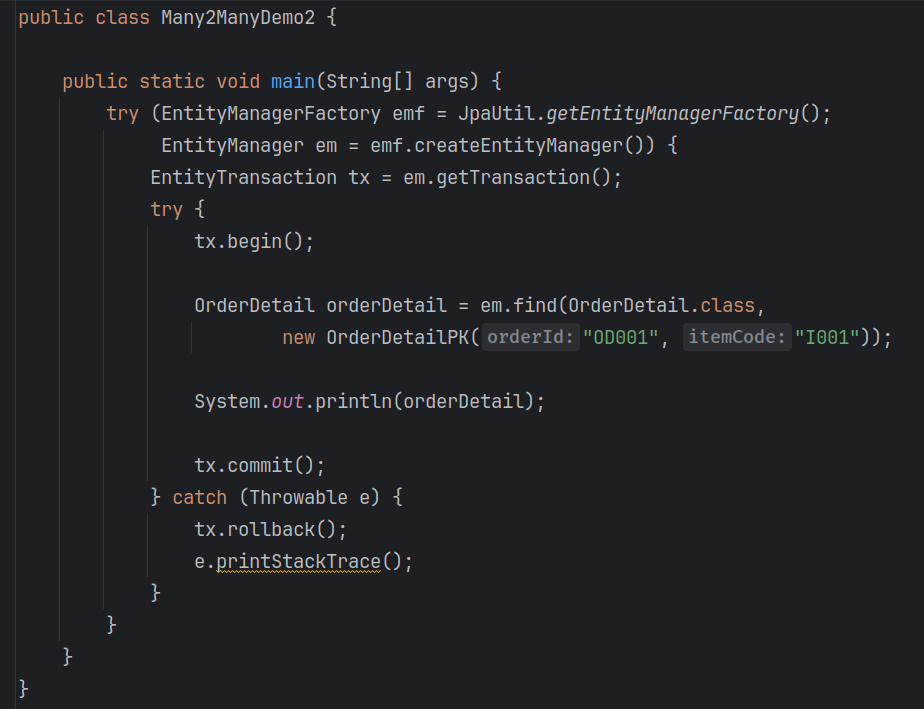 public class Many2ManyDemo2 {
public static void main(String[] args) {
try (EntityManagerFactory emf = JpaUtil.getEntityManagerFactory();
EntityManager em = emf.createEntityManager()) {
EntityTransaction tx = em.getTransaction();
try {
tx.begin();
OrderDetail orderDetail = em.find(OrderDetail.class,
new OrderDetailPK( orderId: "OD001", itemCode: "I001"));
System.out.println(orderDetail);
tx.commit();
} catch (Throwable e) {
tx.rollback();
e.printStackTrace();
}
}
}
}